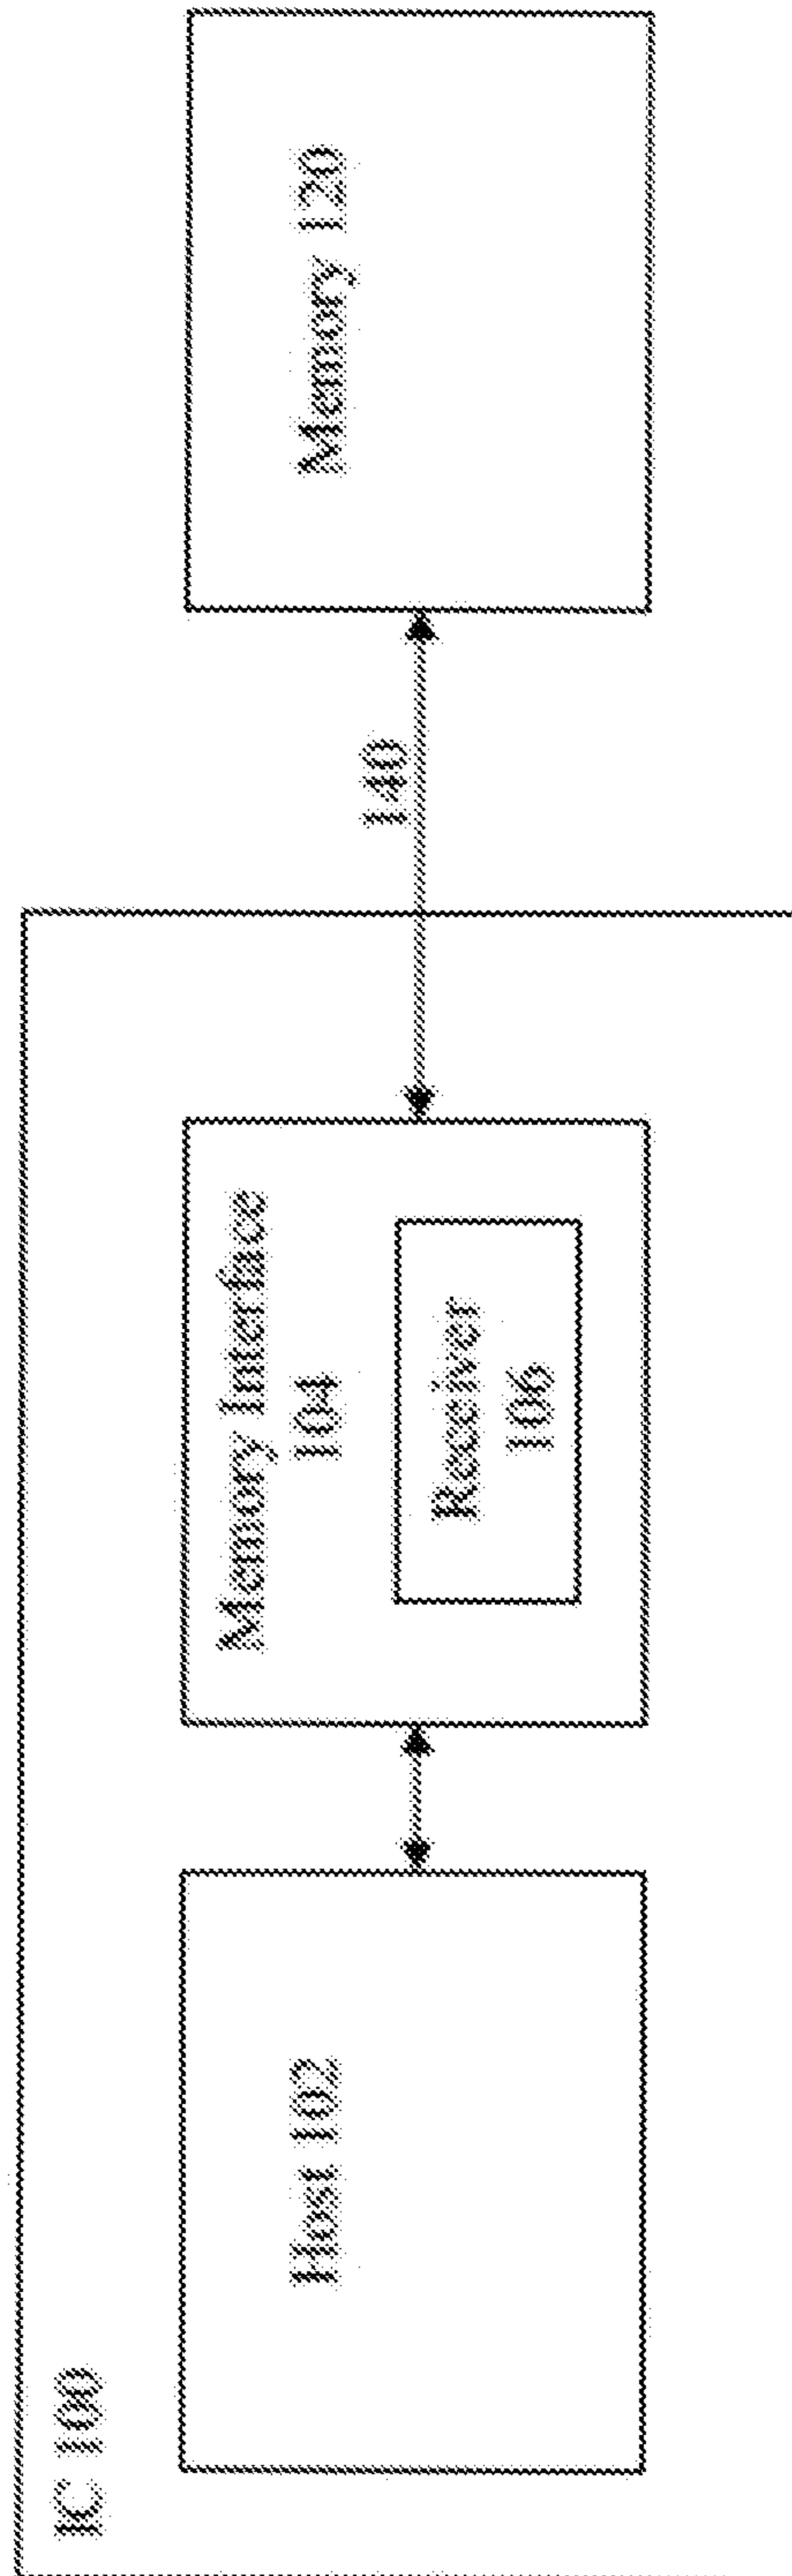 IC 100
Host 102
Memory Interface
104
Receiver
106
140
Memory 120